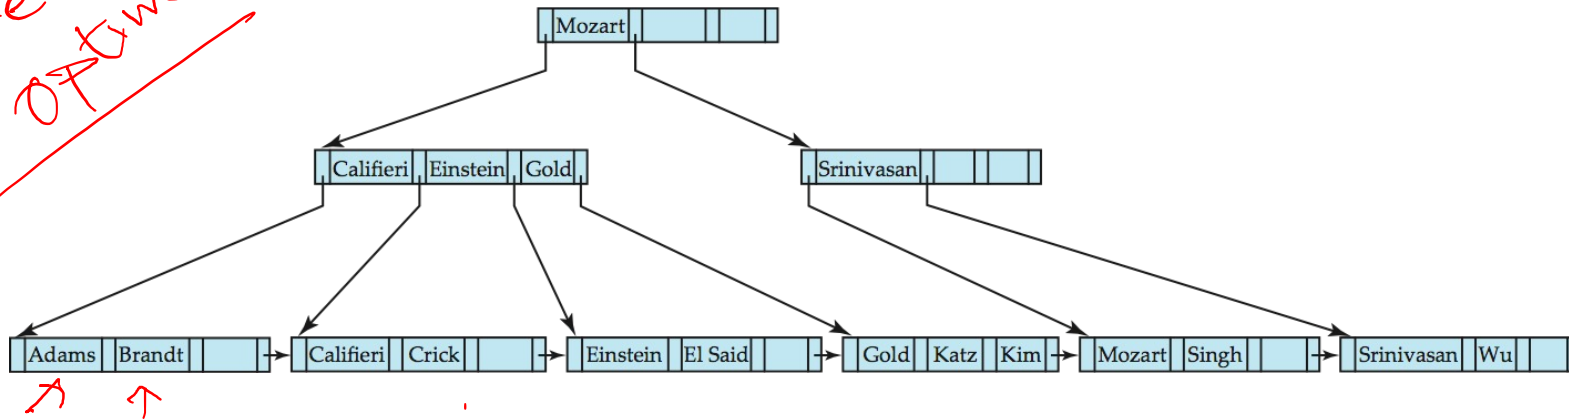 Mozart
Califieri Einstein Gold
Srinivasan
Adams Brandt
Califieri Crick
Einstein El Said
Gold Katz Kim
Mozart Singh
Srinivasan Wu